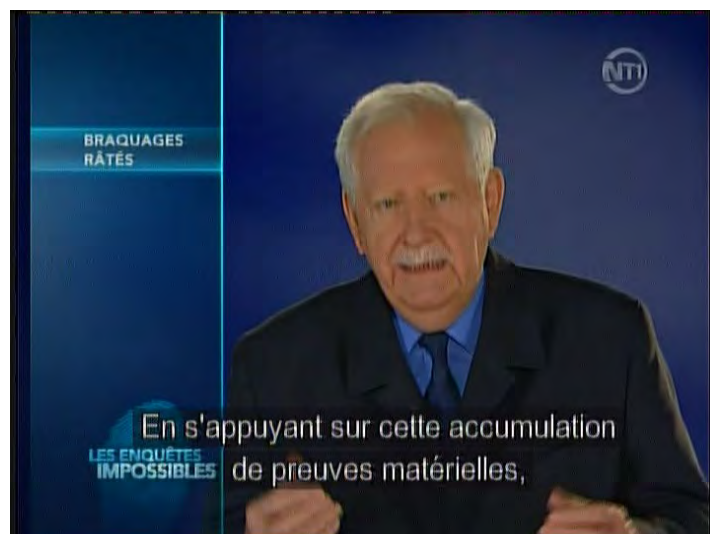 NT1
BRAQUAGES
RÂTÉS
En s'appuyant sur cette accumulation
de preuves matérielles,
LES ENQUÊTES
IMPOSSIBLES